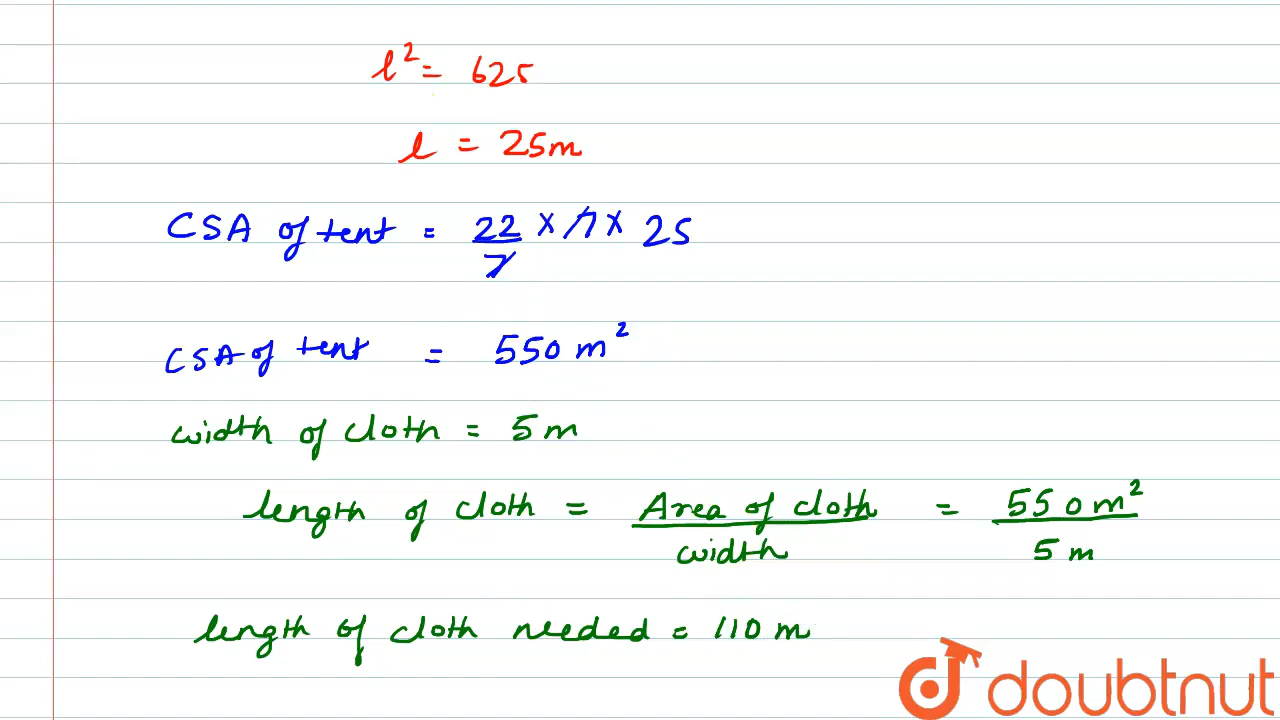 l² = 625
l = 25m
CSA of tent = 22/7 × 7 × 25
CSA of tent = 550 m²
width of cloth = 5 m
length of cloth = Area of cloth / width = 550 m² / 5 m
length of cloth needed = 110 m
doubtnut